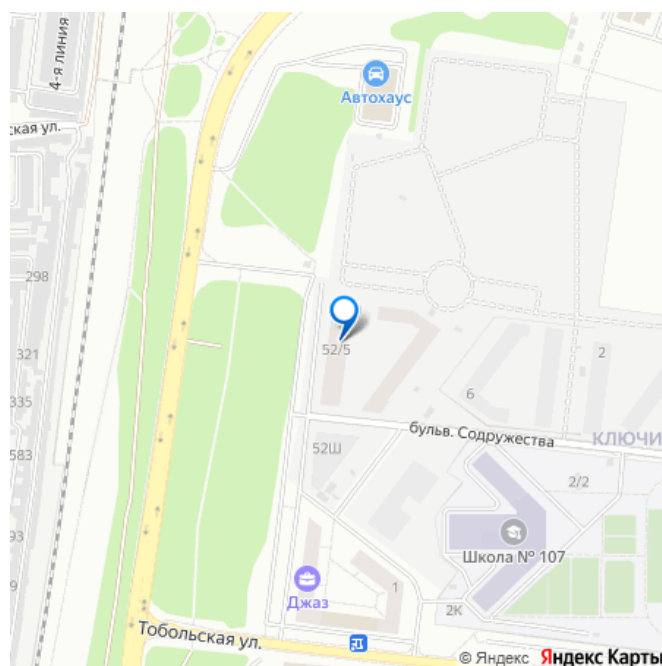 4-я линия
ская ул.
Автохаус
298
52/5
321
2
335
6
бульв. Содружества
583
52Ш
КЛЮЧИ
2/2
93
Школа № 107
9
1
Джаз
2К
Тобольская ул.
© Яндекс Яндекс Карты